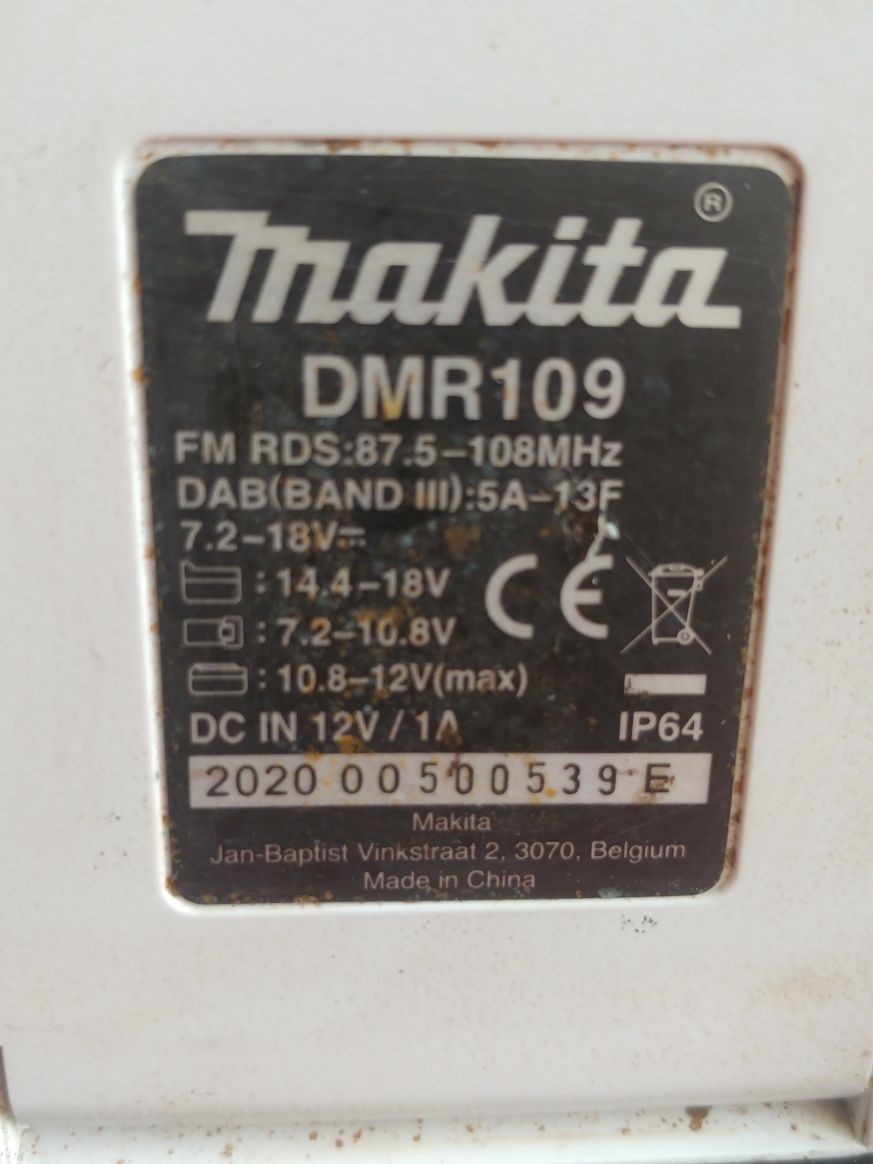 makita®
DMR109
FM RDS:87.5–108MHz
DAB(BAND III):5A–13F
7.2–18V⎓
: 14.4–18V
: 7.2–10.8V
: 10.8–12V(max)
CE
DC IN 12V / 1A
IP64
2020 00500539 E
Makita
Jan-Baptist Vinkstraat 2, 3070, Belgium
Made in China